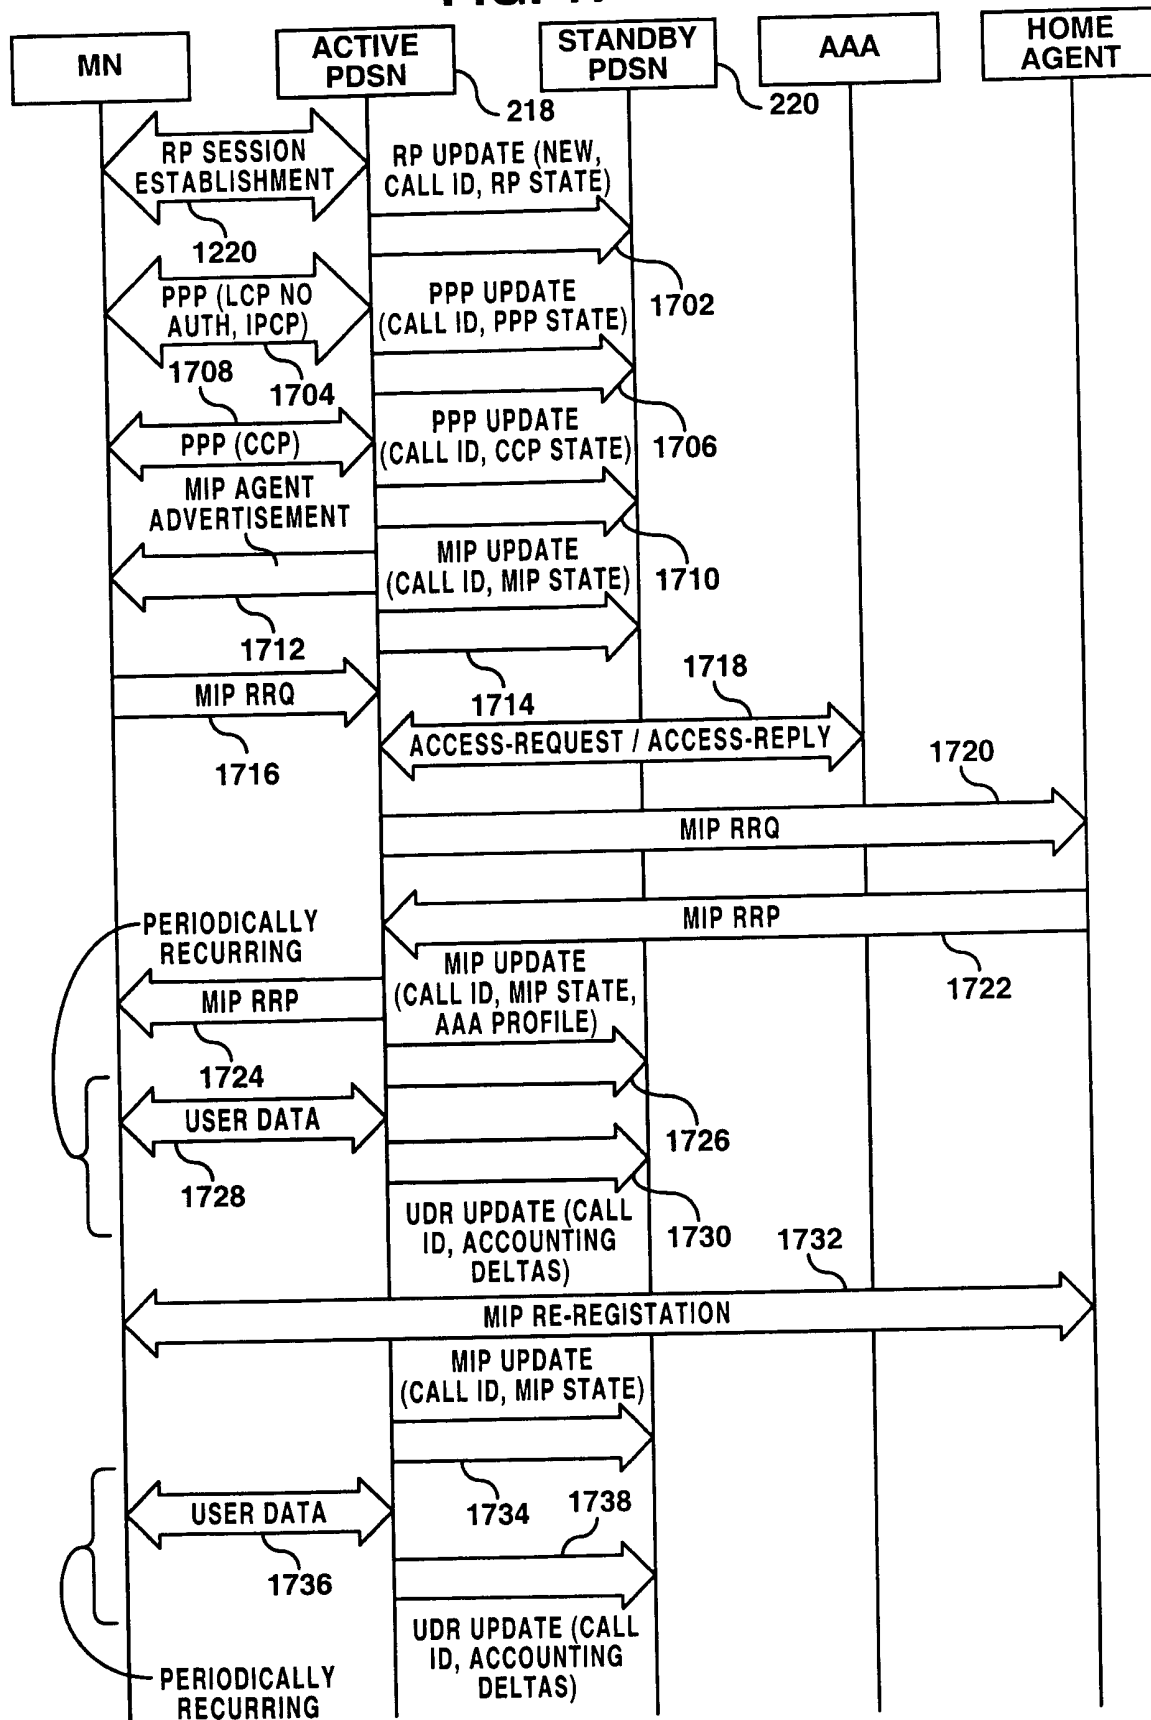 MN
ACTIVE
PDSN
STANDBY
PDSN
AAA
HOME
AGENT
218
220
RP SESSION
ESTABLISHMENT
RP UPDATE (NEW,
CALL ID, RP STATE)
1220
1702
PPP (LCP NO
AUTH, IPCP)
PPP UPDATE
(CALL ID, PPP STATE)
1708
1704
1706
PPP (CCP)
PPP UPDATE
(CALL ID, CCP STATE)
MIP AGENT
ADVERTISEMENT
1710
MIP UPDATE
(CALL ID, MIP STATE)
1712
1714
MIP RRQ
1716
1718
ACCESS-REQUEST / ACCESS-REPLY
1720
MIP RRQ
MIP RRP
1722
PERIODICALLY
RECURRING
MIP RRP
MIP UPDATE
(CALL ID, MIP STATE,
AAA PROFILE)
1724
1726
USER DATA
1728
1730
UDR UPDATE (CALL
ID, ACCOUNTING
DELTAS)
1732
MIP RE-REGISTATION
MIP UPDATE
(CALL ID, MIP STATE)
1734
USER DATA
1736
1738
UDR UPDATE (CALL
ID, ACCOUNTING
DELTAS)
PERIODICALLY
RECURRING